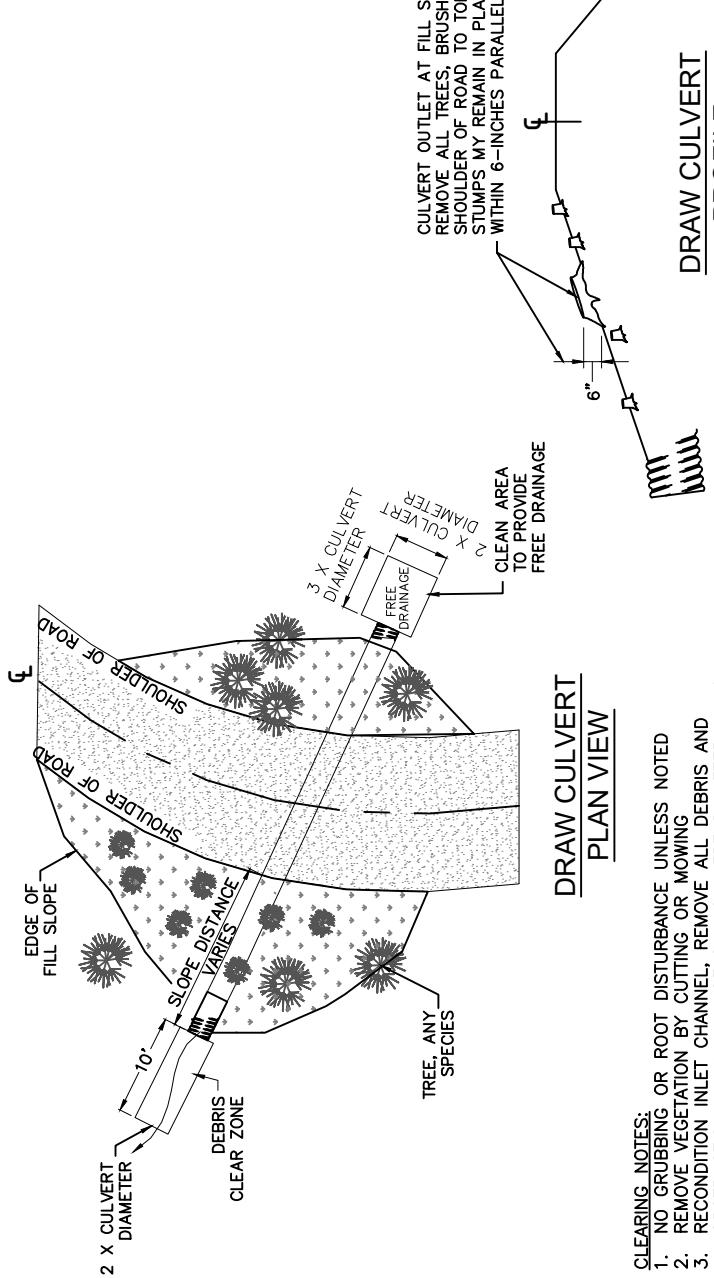 CULVERT OUTLET AT FILL
REMOVE ALL TREES, BRUSH
SHOULDER OF ROAD TO
STUMPS MY REMAIN IN
WITHIN 6-INCHES PARALLEL
℄
6"
DRAW CULVERT
℄
SHOULDER OF ROAD
SHOULDER OF ROAD
EDGE OF
FILL SLOPE
SLOPE DISTANCE
VARIES
10'
2 X CULVERT
DIAMETER
DEBRIS
CLEAR ZONE
TREE, ANY
SPECIES
3 X CULVERT
DIAMETER
2 X CULVERT
DIAMETER
FREE
DRAINAGE
CLEAN AREA
TO PROVIDE
FREE DRAINAGE
DRAW CULVERT
PLAN VIEW
CLEARING NOTES:
1. NO GRUBBING OR ROOT DISTURBANCE UNLESS NOTED
2. REMOVE VEGETATION BY CUTTING OR MOWING
3. RECONDITION INLET CHANNEL, REMOVE ALL DEBRIS AND